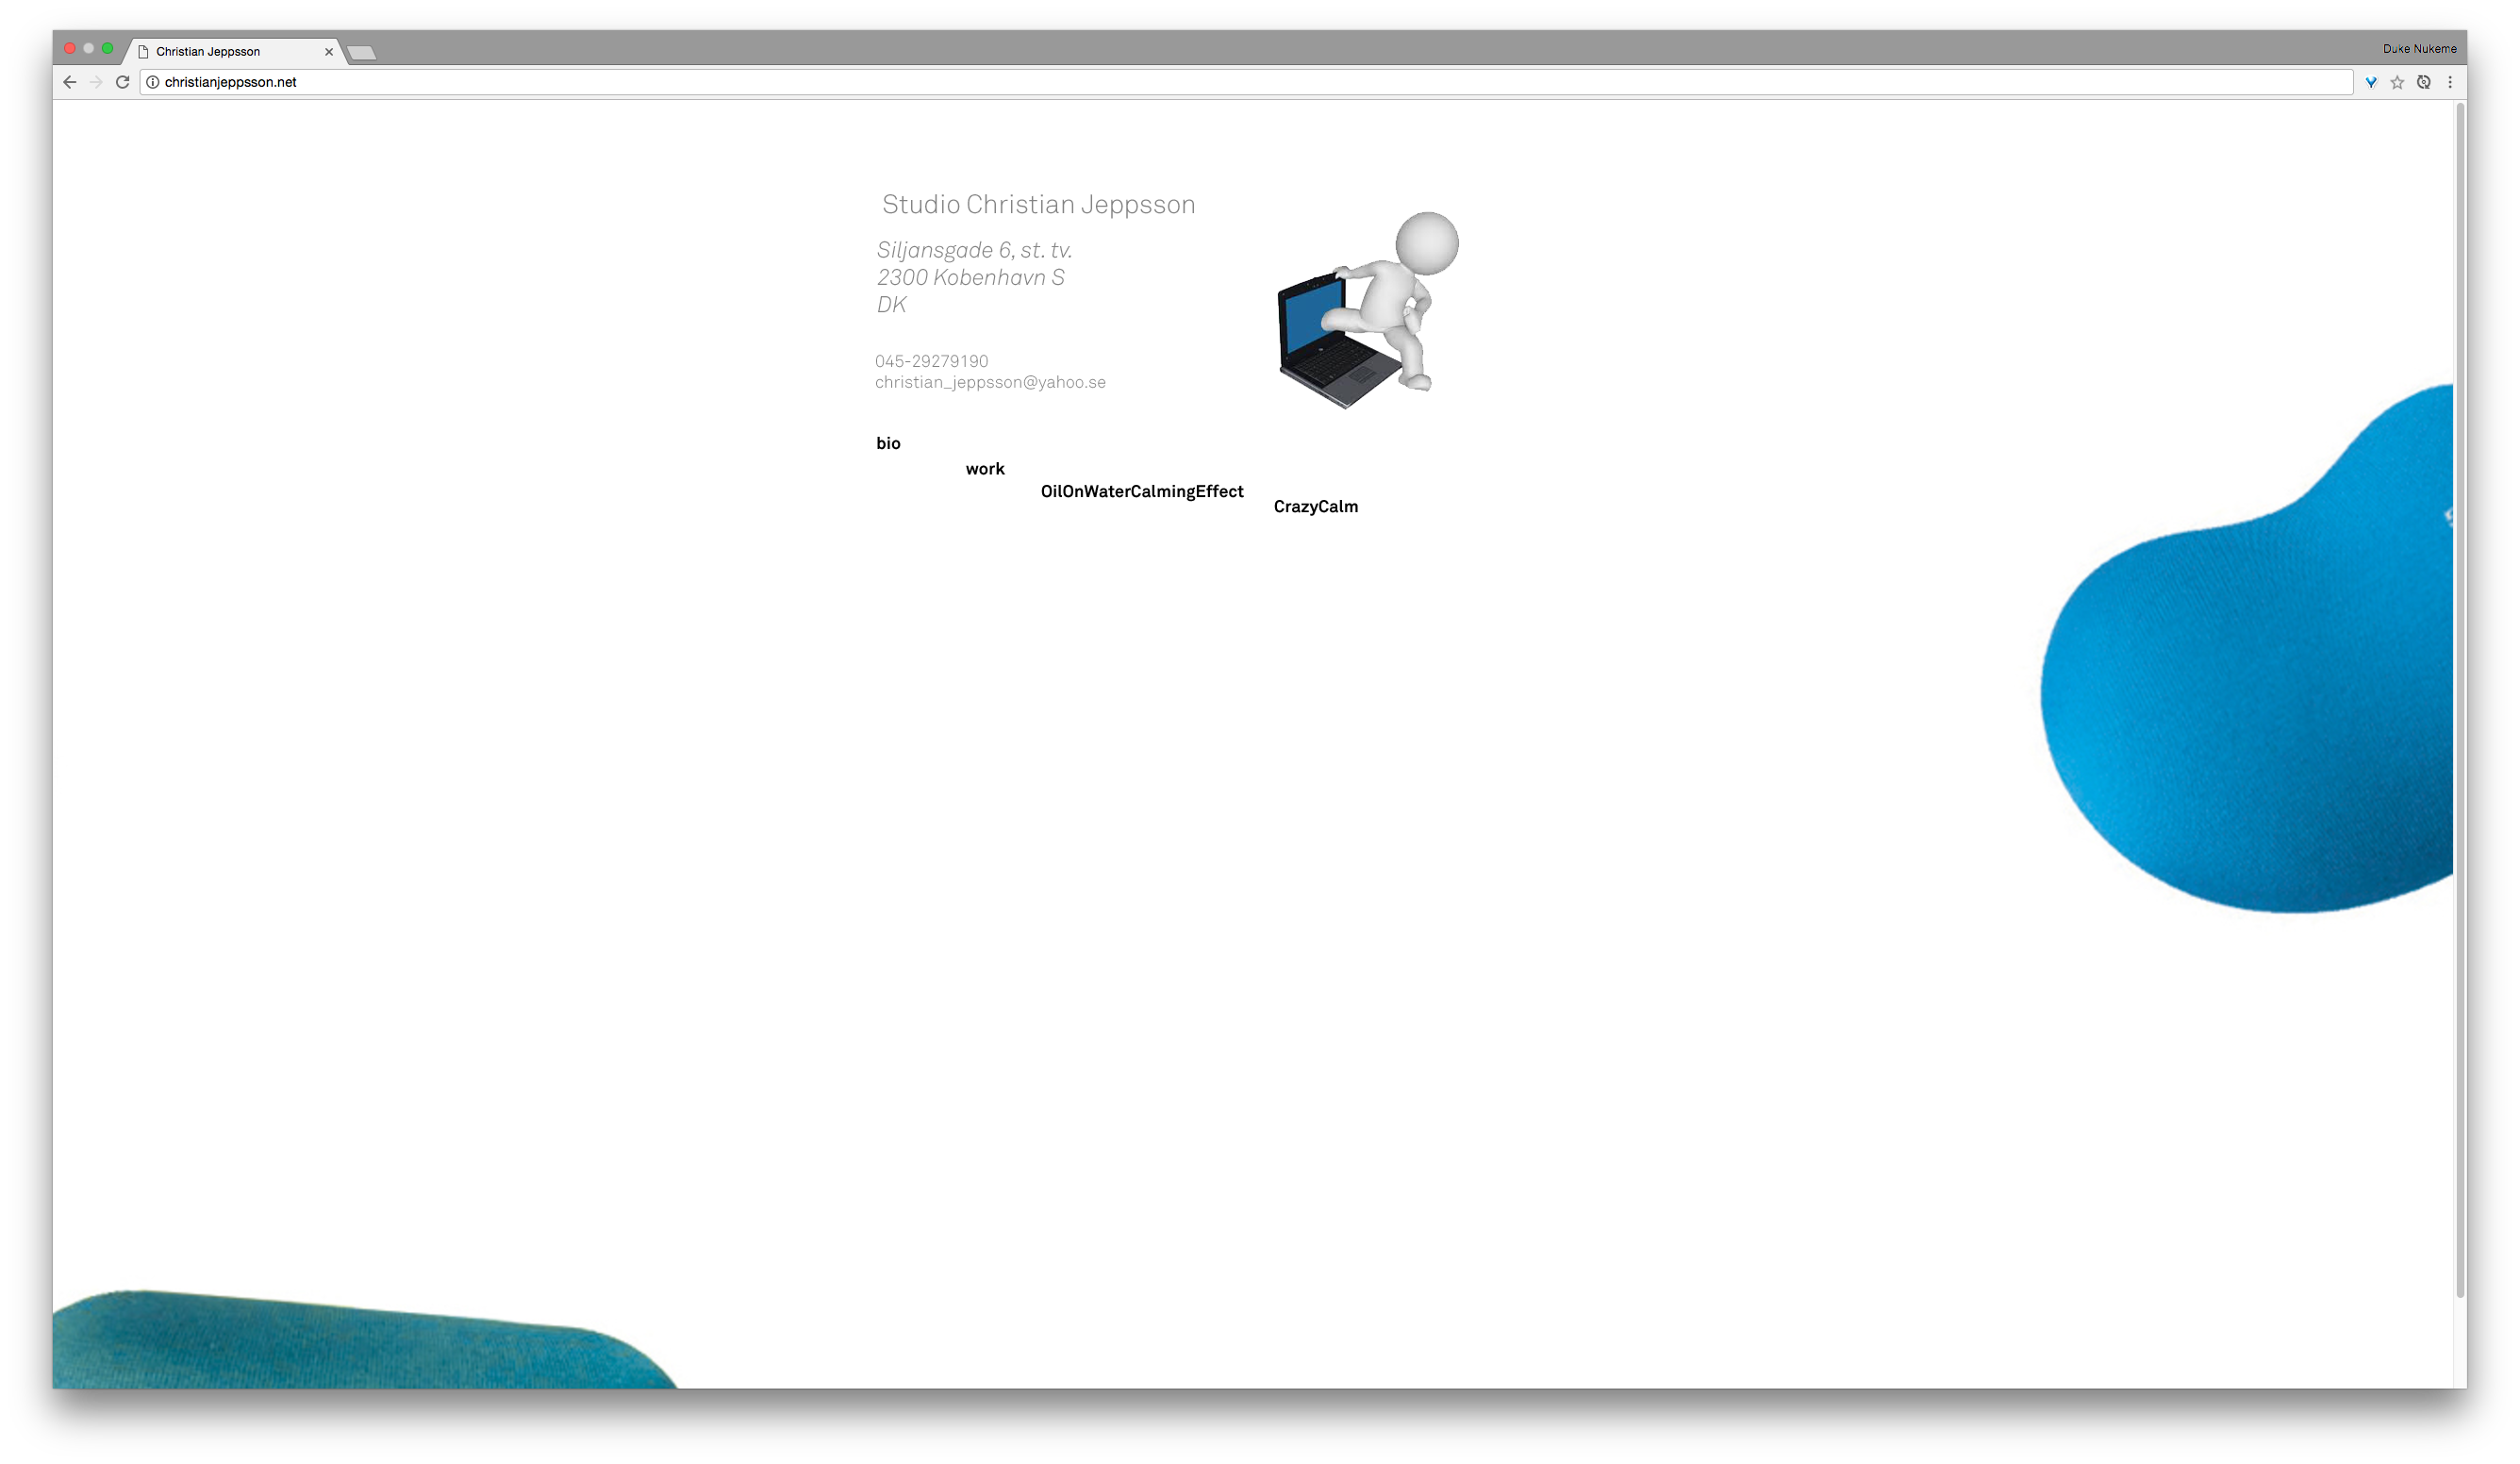 Christian Jeppsson
Duke Nukeme
christianjeppsson.net
Studio Christian Jeppsson
Siljansgade 6, st. tv.
2300 Kobenhavn S
DK
045-29279190
christian_jeppsson@yahoo.se
bio
work
OilOnWaterCalmingEffect
CrazyCalm